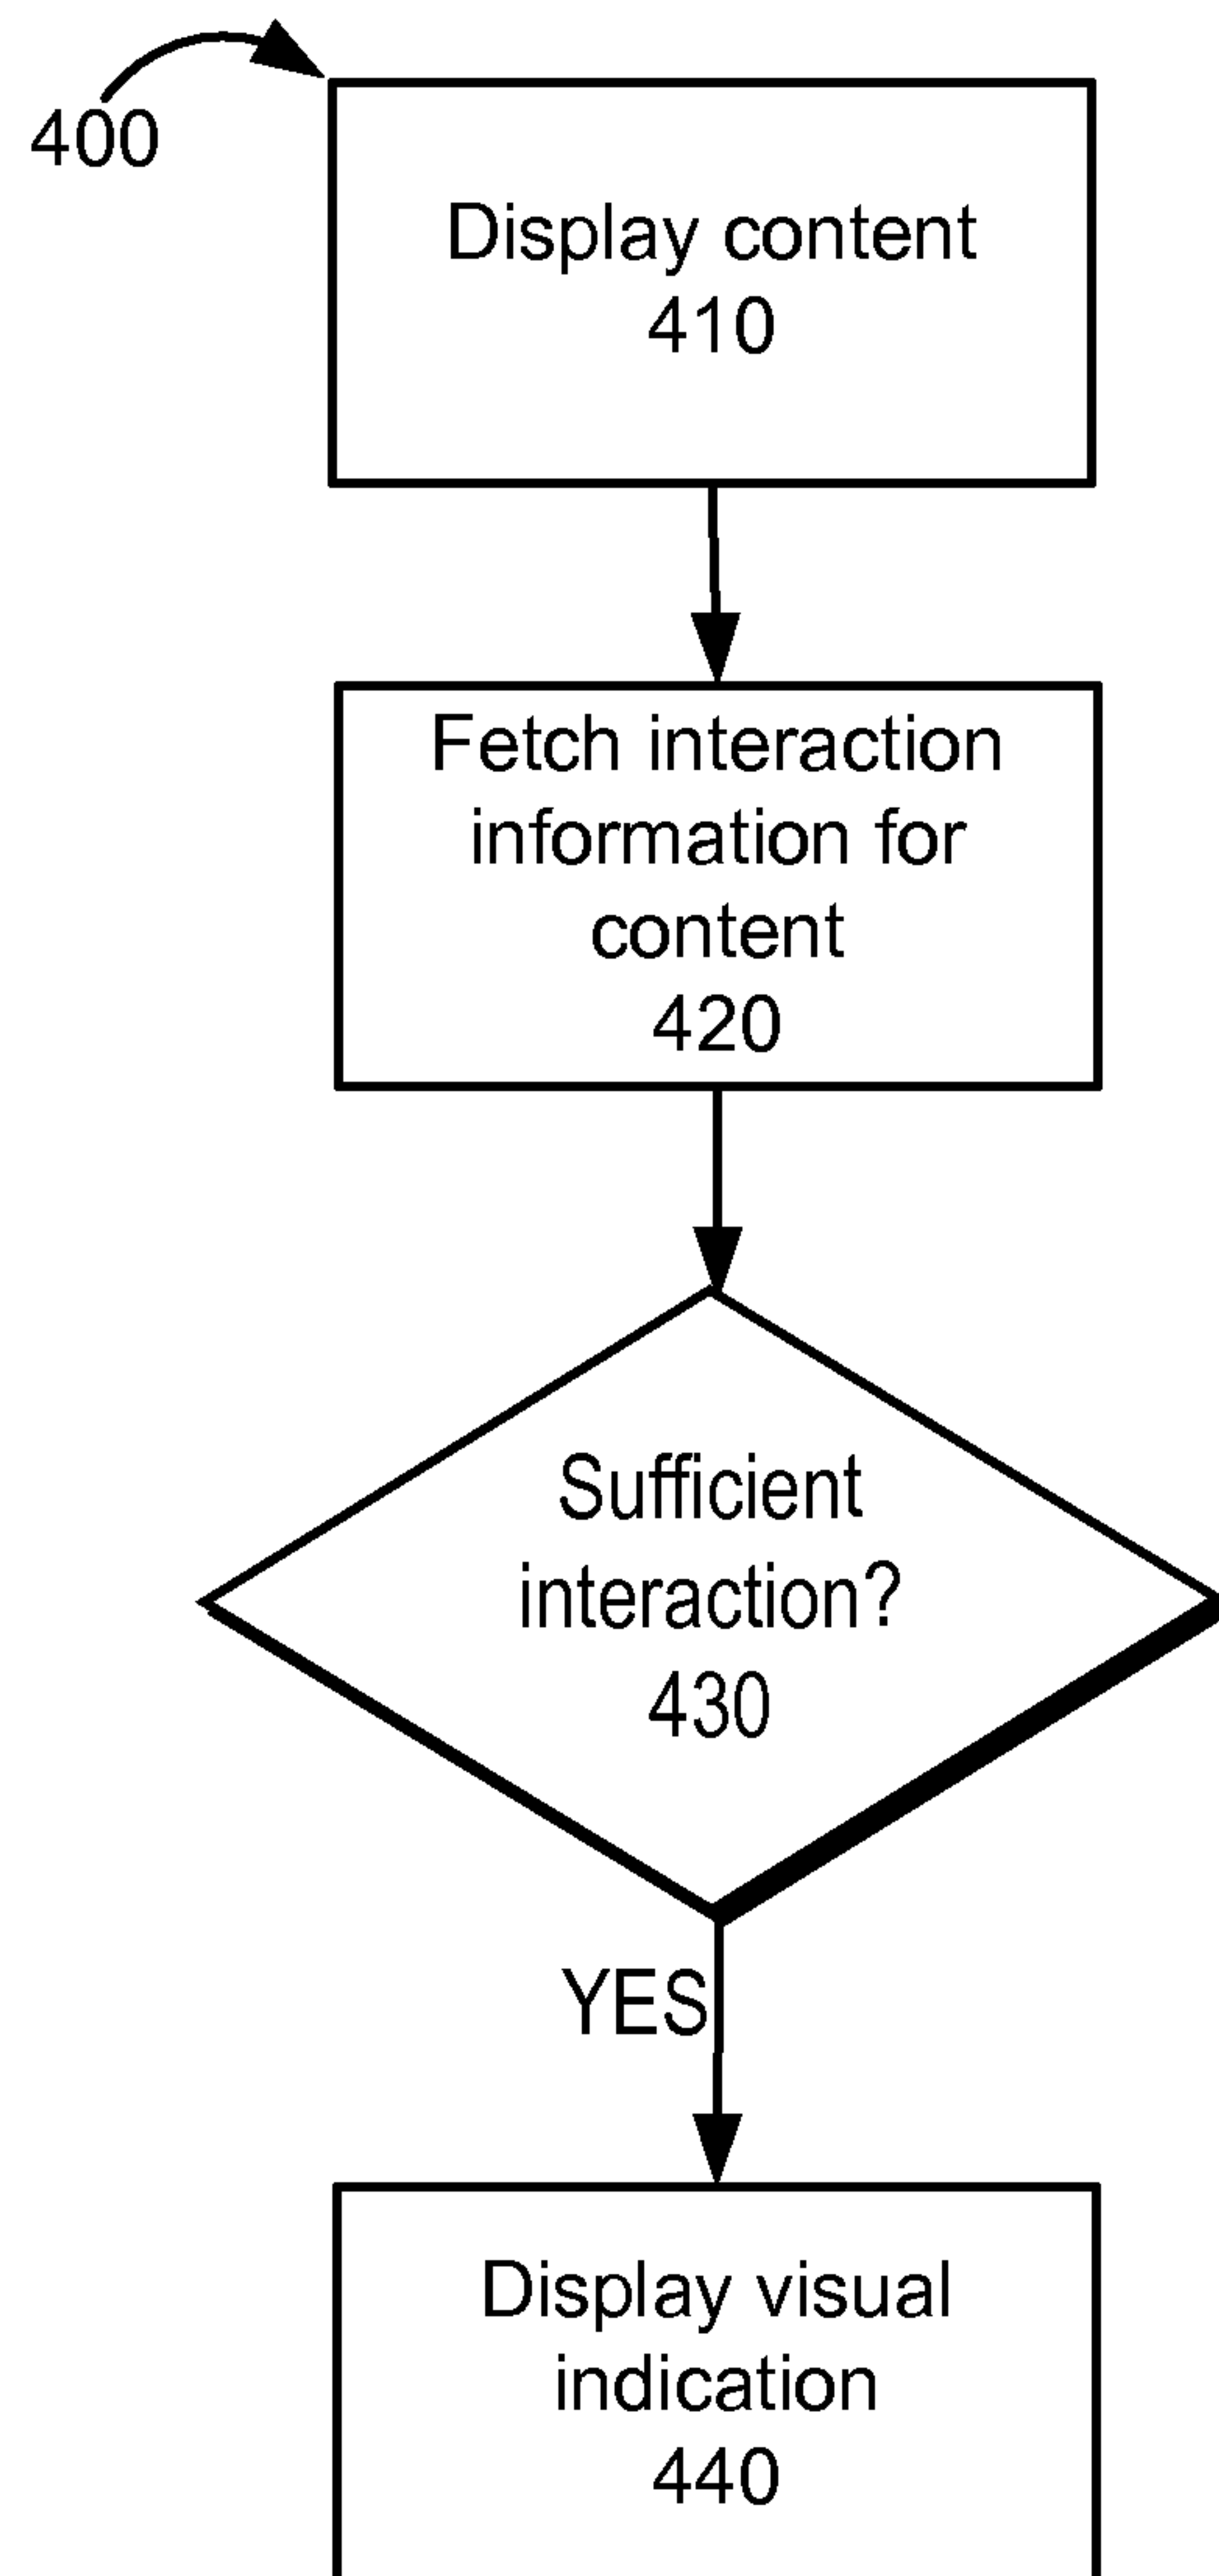 400
Display content
410
Fetch interaction
information for
content
420
Sufficient
interaction?
430
YES
Display visual
indication
440